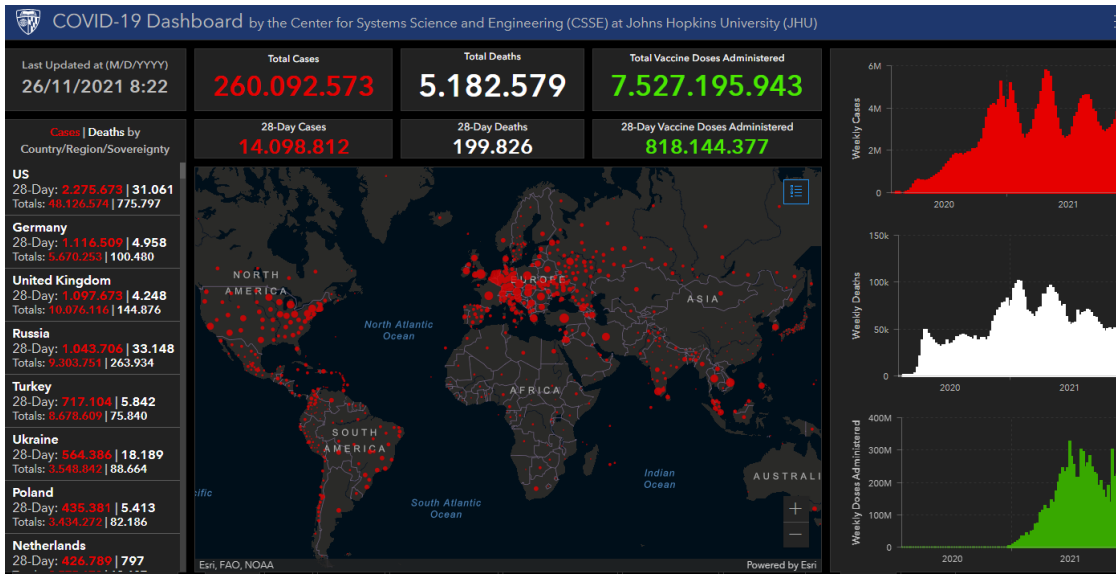 COVID-19 Dashboard by the Center for Systems Science and Engineering (CSSE) at Johns Hopkins University (JHU)
Last Updated at (M/D/YYYY)
26/11/2021 8:22
Total Cases
260.092.573
Total Deaths
5.182.579
Total Vaccine Doses Administered
7.527.195.943
28-Day Cases
14.098.812
28-Day Deaths
199.826
28-Day Vaccine Doses Administered
818.144.377
Cases | Deaths by
Country/Region/Sovereignty
US
28-Day: 2.275.673 | 31.061
Totals: 48.126.574 | 775.797
Germany
28-Day: 1.116.509 | 4.958
Totals: 5.670.253 | 100.480
United Kingdom
28-Day: 1.097.673 | 4.248
Totals: 10.076.116 | 144.876
Russia
28-Day: 1.043.706 | 33.148
Totals: 9.303.751 | 263.934
Turkey
28-Day: 717.104 | 5.842
Totals: 8.678.609 | 75.840
Ukraine
28-Day: 564.386 | 18.189
Totals: 3.548.842 | 88.664
Poland
28-Day: 435.381 | 5.413
Totals: 3.434.272 | 82.186
Netherlands
28-Day: 426.789 | 797
NORTH
AMERICA
EUROPE
ASIA
North Atlantic
Ocean
AFRICA
SOUTH
AMERICA
Indian
Ocean
AUSTRALI
ific
South Atlantic
Ocean
+
−
Esri, FAO, NOAA
Powered by Esri
Weekly Cases
6M
4M
2M
0
2020
2021
Weekly Deaths
150k
100k
50k
0
2020
2021
Weekly Doses Administered
400M
300M
200M
100M
0
2020
2021